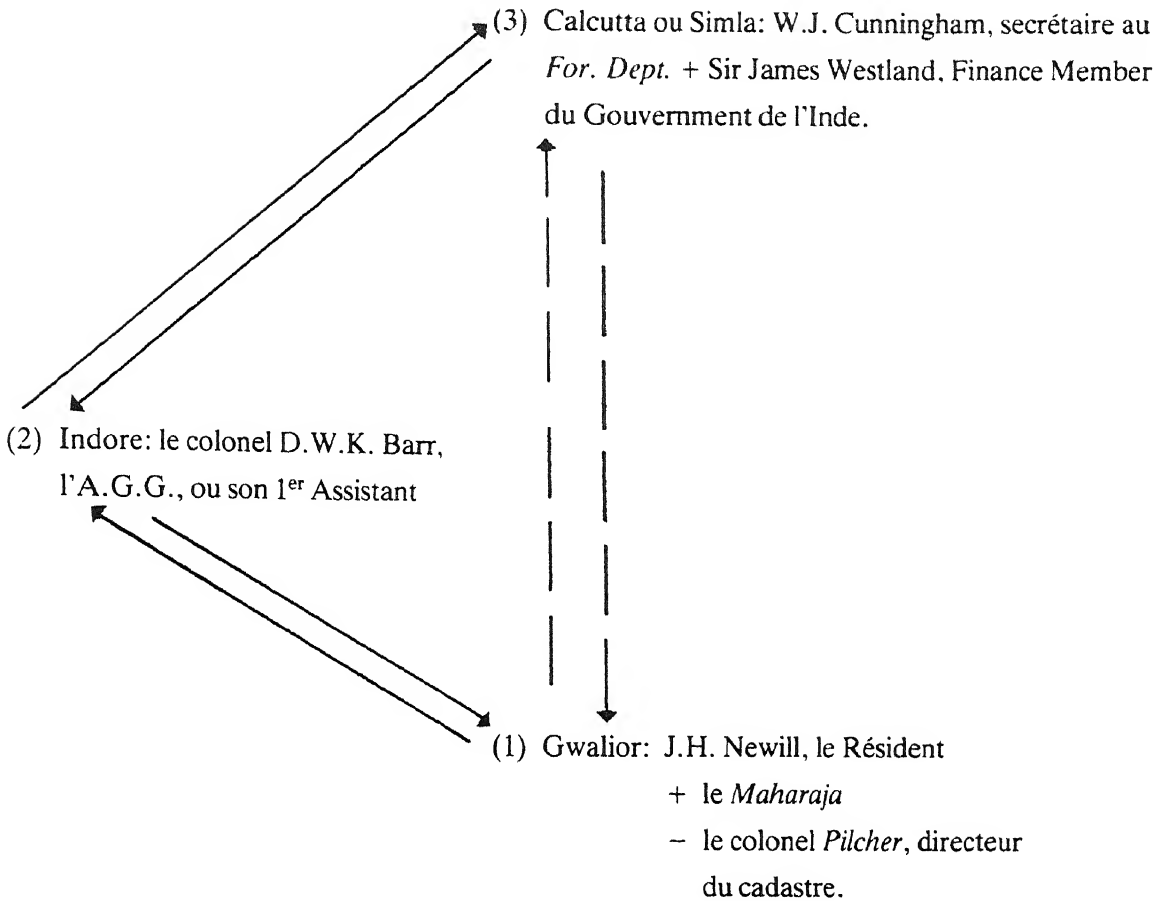 (3) Calcutta ou Simla: W.J. Cunningham, secrétaire au
For. Dept. + Sir James Westland, Finance Member
du Gouvernment de l'Inde.
(2) Indore: le colonel D.W.K. Barr,
l'A.G.G., ou son 1er Assistant
(1) Gwalior: J.H. Newill, le Résident
+ le Maharaja
− le colonel Pilcher, directeur
du cadastre.